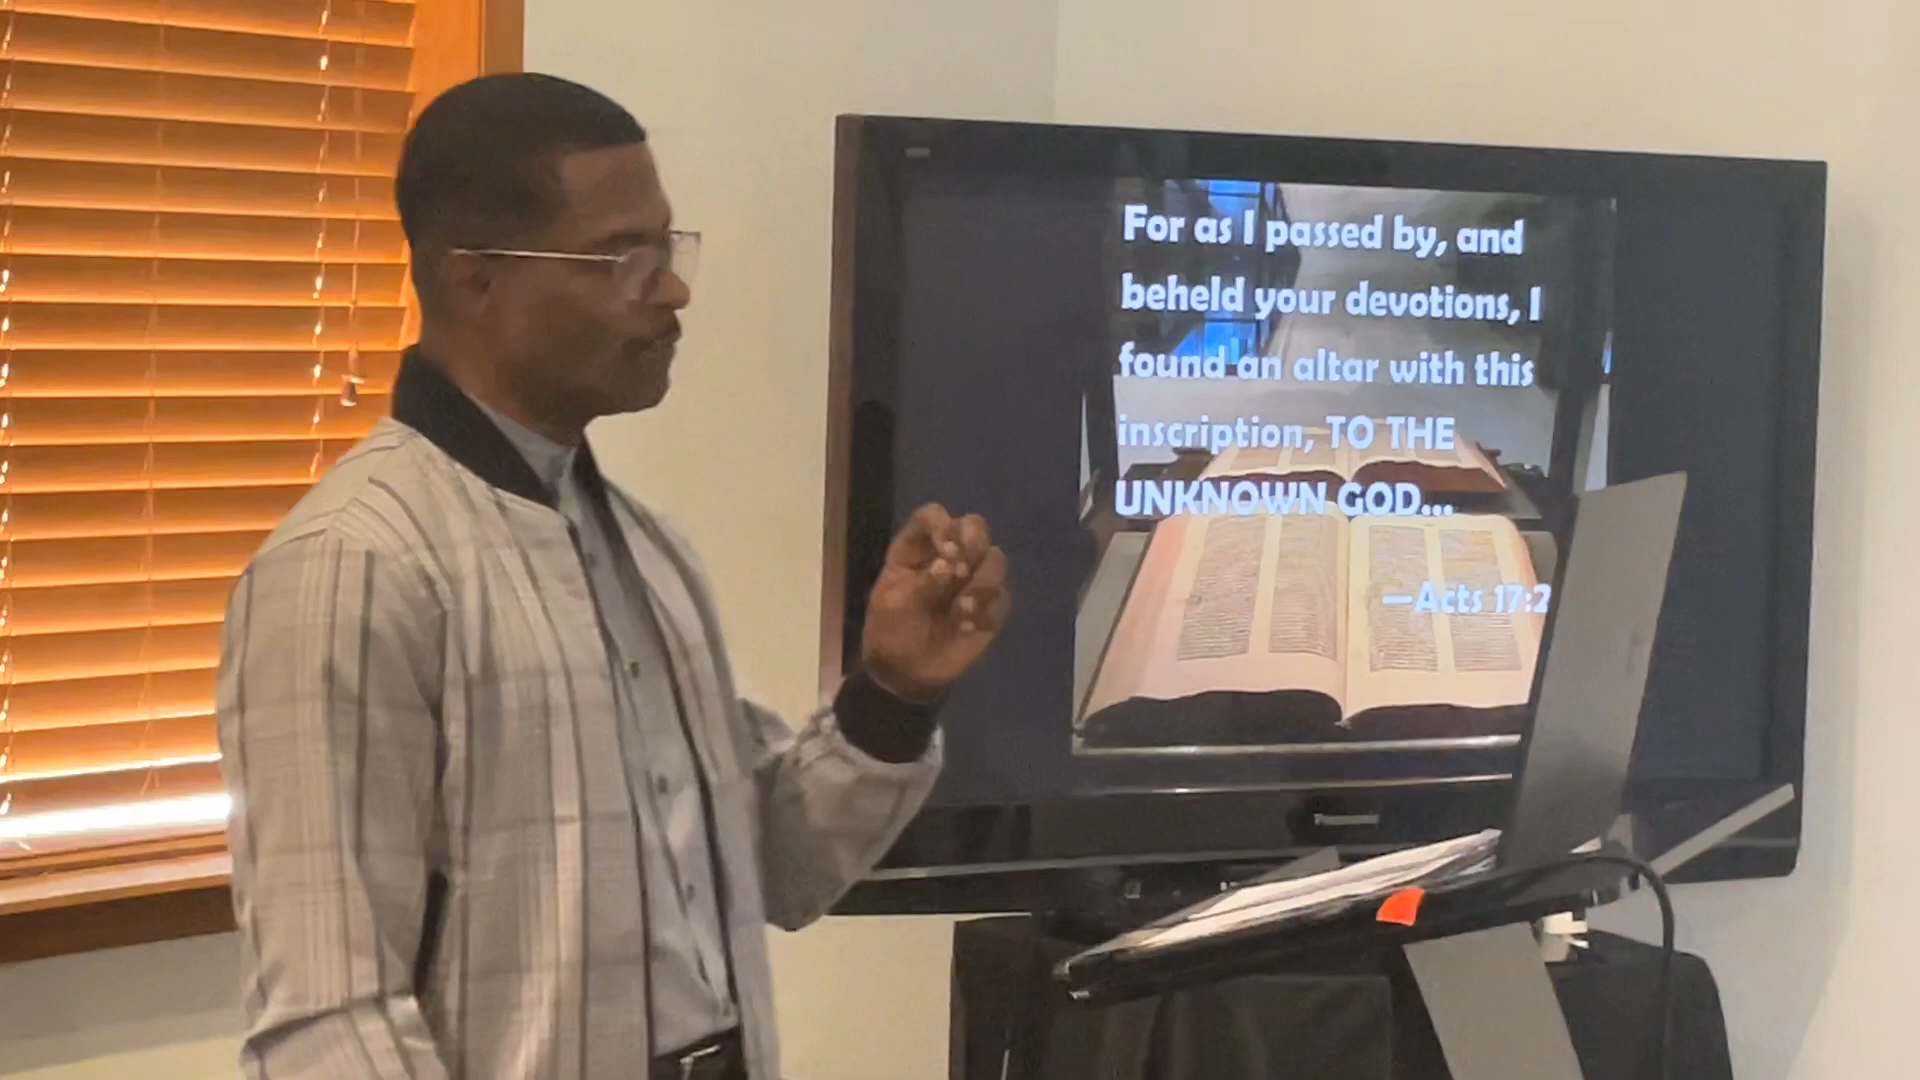 For as I passed by, and
beheld your devotions, I
found an altar with this
inscription, TO THE
UNKNOWN GOD...
—Acts 17:2
Panasonic